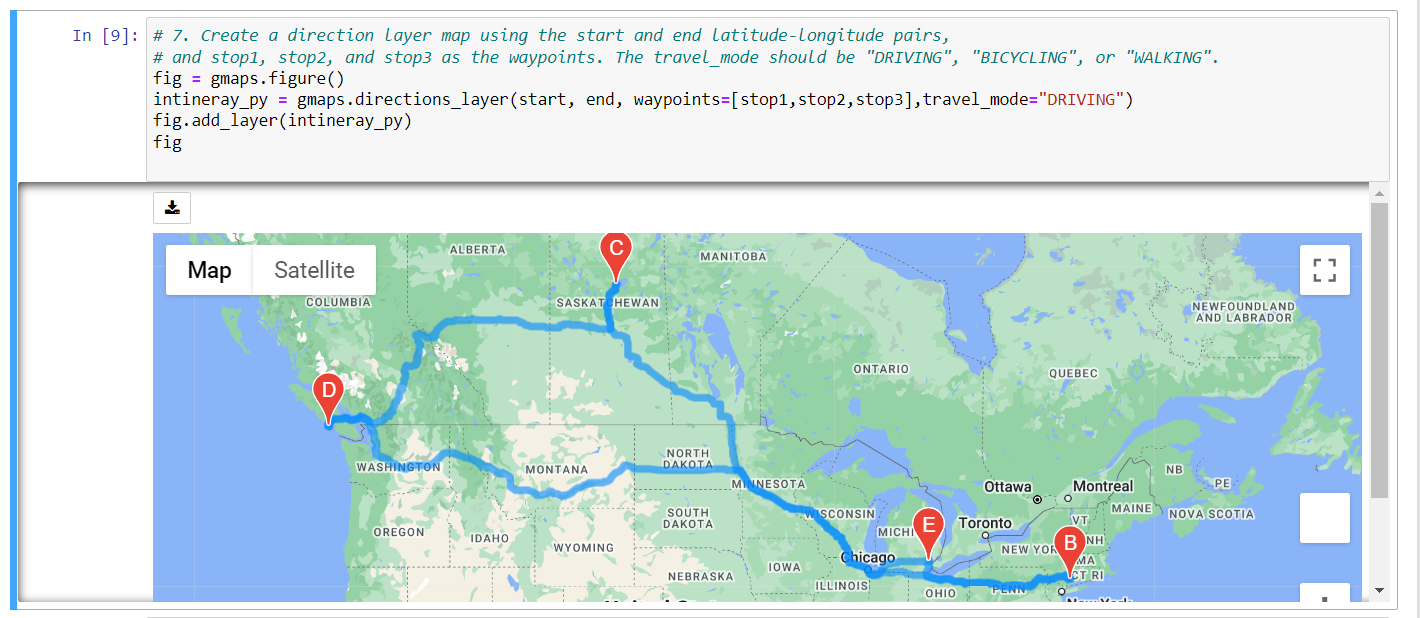 In [9]:
# 7. Create a direction layer map using the start and end latitude-longitude pairs,
# and stop1, stop2, and stop3 as the waypoints. The travel_mode should be "DRIVING", "BICYCLING", or "WALKING".
fig = gmaps.figure()
intineray_py = gmaps.directions_layer(start, end, waypoints=[stop1,stop2,stop3],travel_mode="DRIVING")
fig.add_layer(intineray_py)
fig
Map
Satellite
ALBERTA
C
MANITOBA
COLUMBIA
SASKATCHEWAN
NEWFOUNDLAND
AND LABRADOR
ONTARIO
QUEBEC
D
WASHINGTON
MONTANA
NORTH
DAKOTA
MINNESOTA
NB
PE
Ottawa
Montreal
MAINE
NOVA SCOTIA
SOUTH
DAKOTA
WISCONSIN
MICHI
E
Toronto
VT
NH
OREGON
IDAHO
WYOMING
Chicago
NEW YOR
B
MA
IOWA
NEBRASKA
ILLINOIS
CT RI
OHIO
PENN
New York